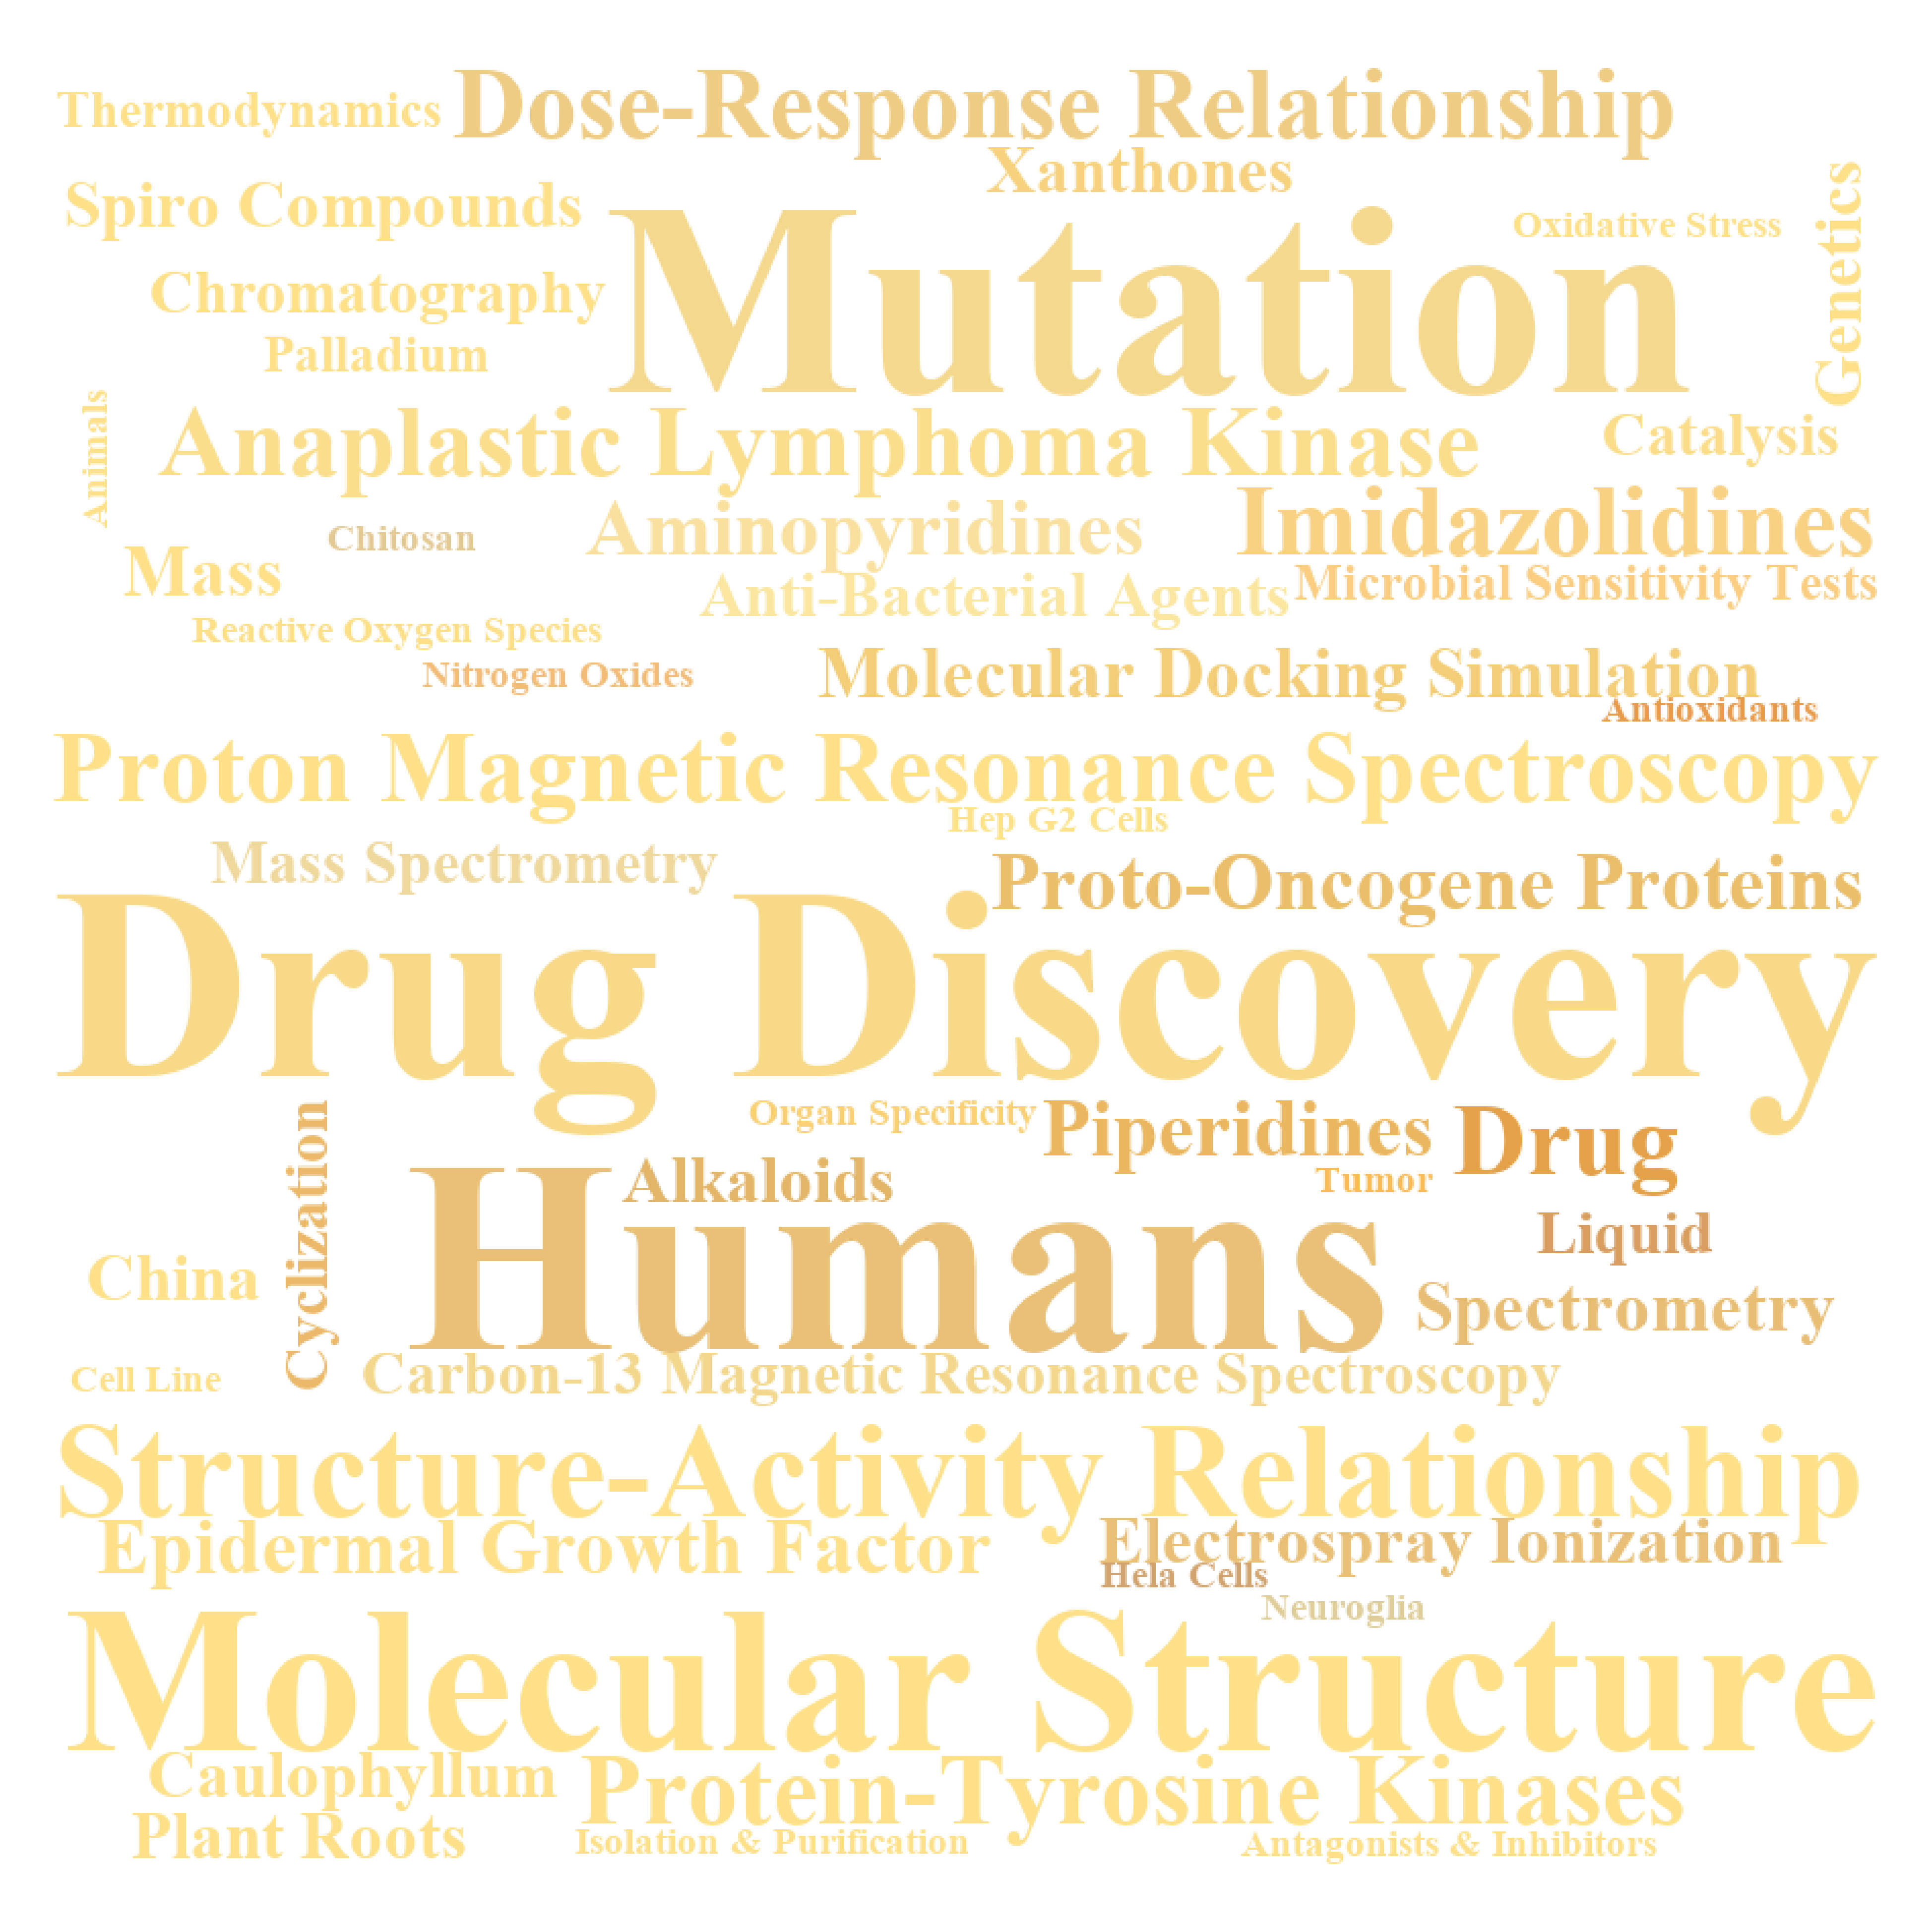 Thermodynamics
Dose-Response Relationship
Xanthones
Spiro Compounds
Mutation
Oxidative Stress
Genetics
Chromatography
Palladium
Animals
Anaplastic Lymphoma Kinase
Catalysis
Aminopyridines
Imidazolidines
Chitosan
Mass
Anti-Bacterial Agents
Microbial Sensitivity Tests
Reactive Oxygen Species
Nitrogen Oxides
Molecular Docking Simulation
Antioxidants
Proton Magnetic Resonance Spectroscopy
Hep G2 Cells
Mass Spectrometry
Proto-Oncogene Proteins
Drug Discovery
Organ Specificity
Piperidines
Drug
Tumor
Alkaloids
Humans
Cyclization
Liquid
China
Spectrometry
Cell Line
Carbon-13 Magnetic Resonance Spectroscopy
Structure-Activity Relationship
Epidermal Growth Factor
Electrospray Ionization
Hela Cells
Neuroglia
Molecular Structure
Caulophyllum
Protein-Tyrosine Kinases
Plant Roots
Isolation & Purification
Antagonists & Inhibitors